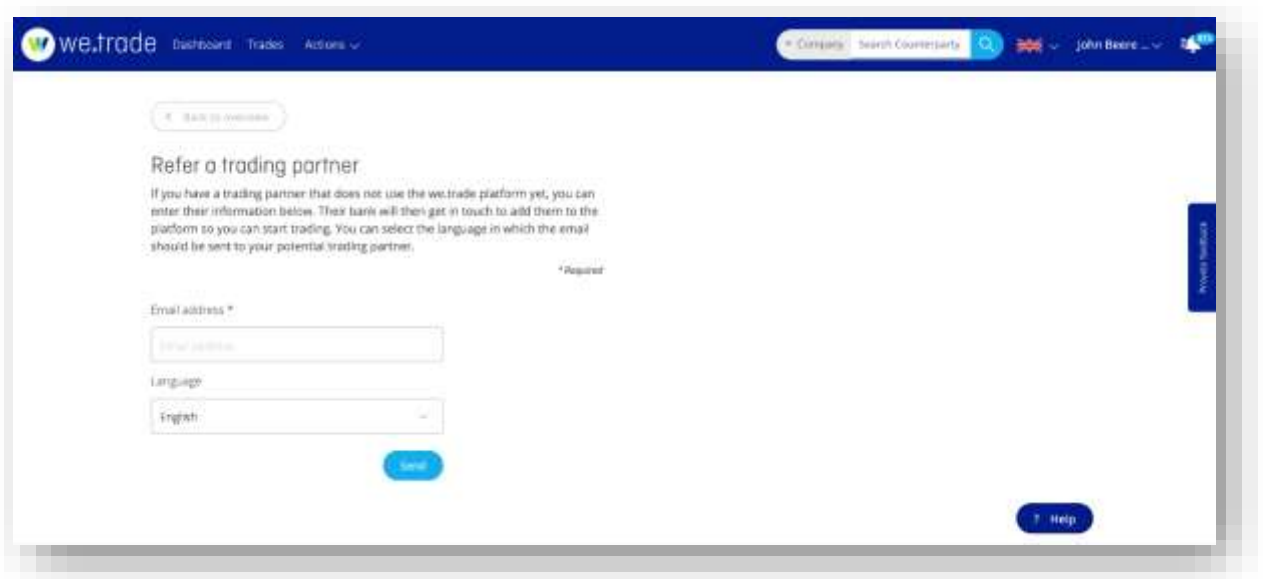 we.trade Dashboard Trades Actions
Company Search Counterparty John Beere ...
Back to overview
Refer a trading partner
If you have a trading partner that does not use the we.trade platform yet, you can
enter their information below. Their bank will then get in touch to add them to the
platform so you can start trading. You can select the language in which the email
should be sent to your potential trading partner.
* Required
Email address *
Email address
Language
English
Send
Provide feedback
? Help